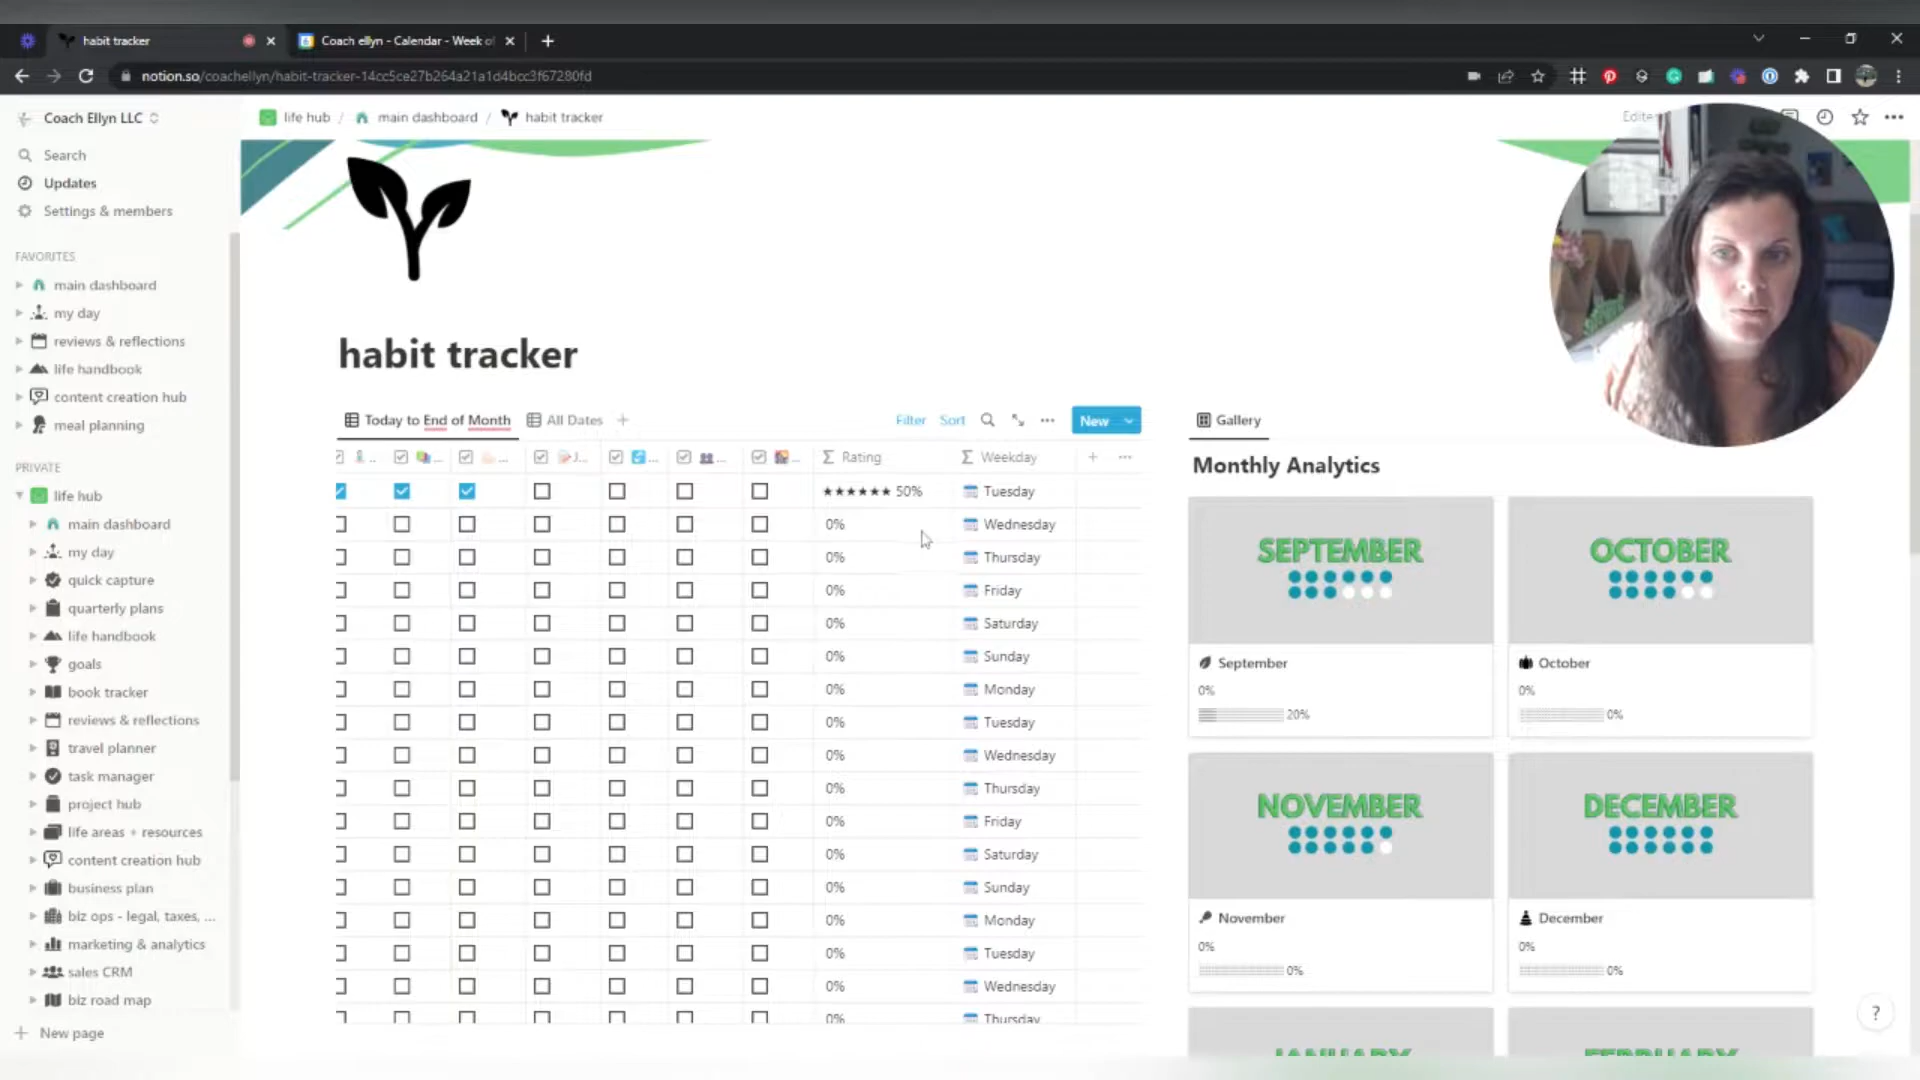 habit tracker
Coach ellyn - Calendar - Week of
notion.so/coachellyn/habit-tracker-14cc5ce27b264a21a1d4bcc3f67280fd
Coach Ellyn LLC
life hub / main dashboard / habit tracker
Edite
Search
Updates
Settings & members
FAVORITES
main dashboard
my day
reviews & reflections
life handbook
content creation hub
meal planning
PRIVATE
life hub
main dashboard
my day
quick capture
quarterly plans
life handbook
goals
book tracker
reviews & reflections
travel planner
task manager
project hub
life areas + resources
content creation hub
business plan
biz ops - legal, taxes, ...
marketing & analytics
sales CRM
biz road map
New page
habit tracker
Today to End of Month
All Dates
Filter
Sort
New
J...
Rating
Weekday
★★★★★★ 50% Tuesday
0% Wednesday
0% Thursday
0% Friday
0% Saturday
0% Sunday
0% Monday
0% Tuesday
0% Wednesday
0% Thursday
0% Friday
0% Saturday
0% Sunday
0% Monday
0% Tuesday
0% Wednesday
0% Thursday
Gallery
Monthly Analytics
SEPTEMBER
September
0%
20%
OCTOBER
October
0%
0%
NOVEMBER
November
0%
0%
DECEMBER
December
0%
0%
JANUARY
FEBRUARY
?